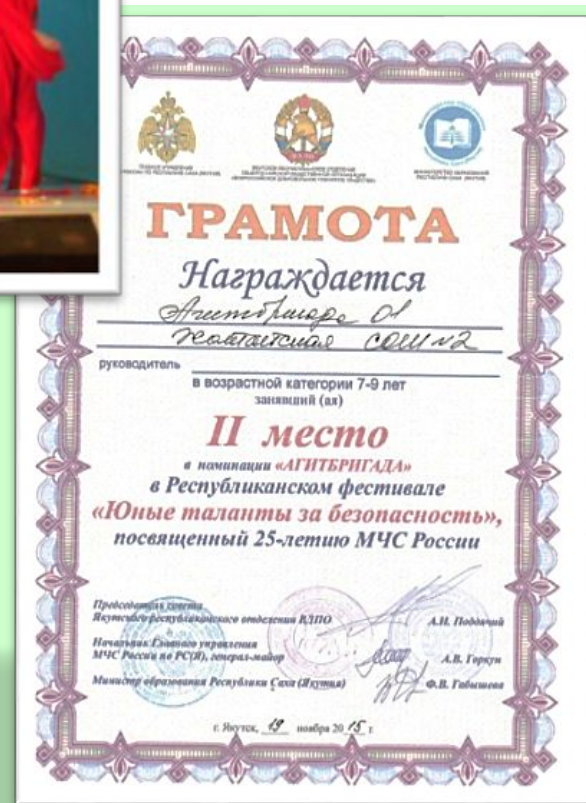 ГРАМОТА
Награждается
Агитбригада 01
СОШ №2
руководитель
в возрастной категории 7-9 лет
занявший (ая)
II место
в номинации «АГИТБРИГАДА»
в Республиканском фестивале
«Юные таланты за безопасность»,
посвященный 25-летию МЧС России
Председатель совета
Якутского республиканского отделения ВДПО А.И. Поддячий
Начальник Главного управления
МЧС России по РС(Я), генерал-майор А.В. Горкун
Министр образования Республики Саха (Якутия) Ф.В. Габышева
г. Якутск, 19 ноября 2015 г.